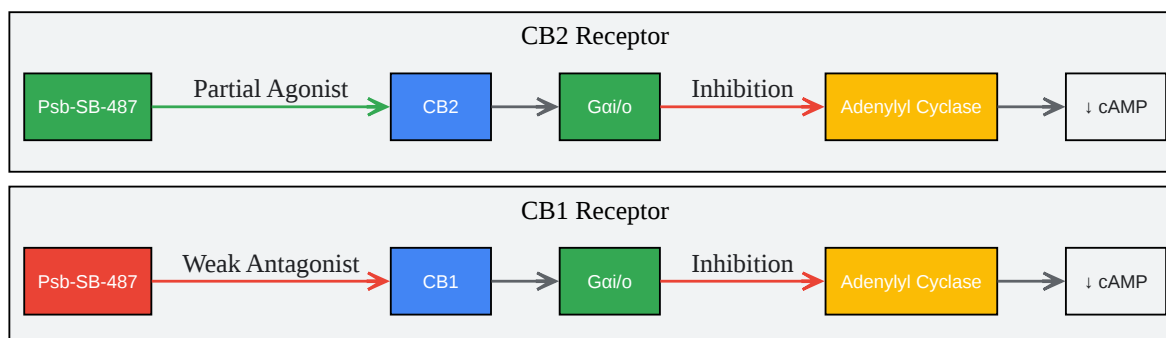 CB2 Receptor
Psb-SB-487
Partial Agonist
CB2
Gαi/o
Inhibition
Adenylyl Cyclase
↓ cAMP
CB1 Receptor
Psb-SB-487
Weak Antagonist
CB1
Gαi/o
Inhibition
Adenylyl Cyclase
↓ cAMP